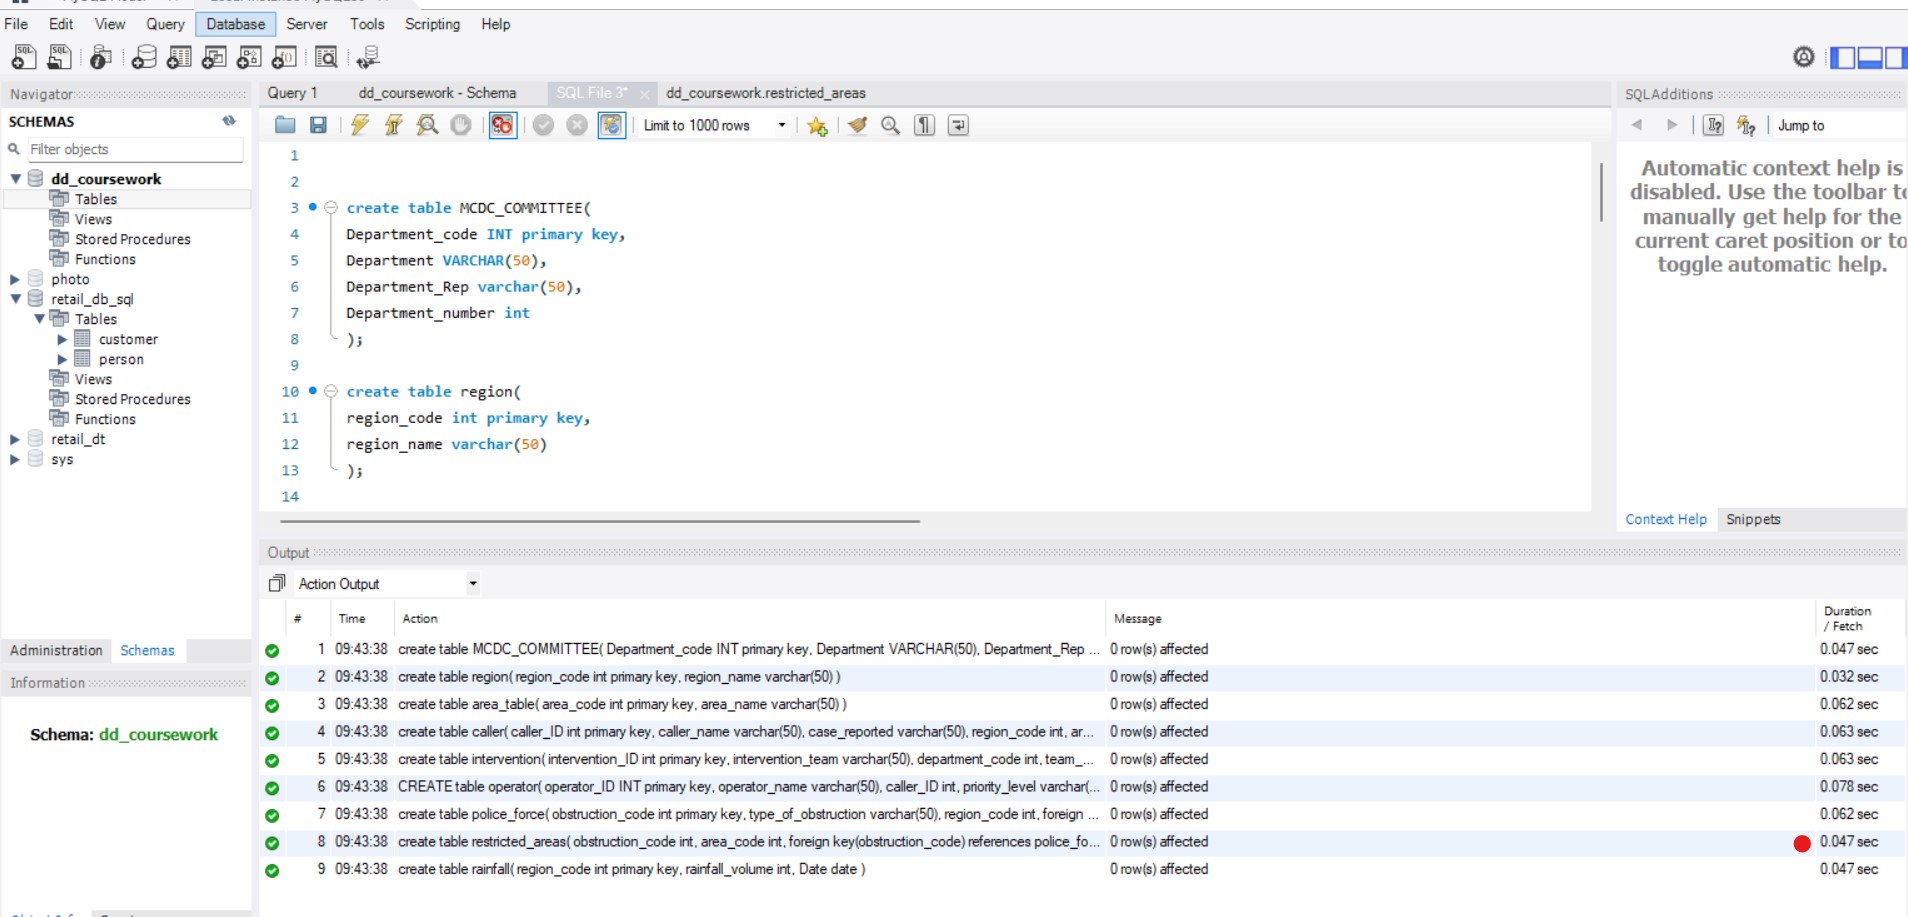 File Edit View Query Database Server Tools Scripting Help
Navigator
SCHEMAS
Filter objects
dd_coursework
Tables
Views
Stored Procedures
Functions
photo
retail_db_sql
Tables
customer
person
Views
Stored Procedures
Functions
retail_dt
sys
Administration Schemas
Information
Schema: dd_coursework
Query 1 dd_coursework - Schema SQL File 3* dd_coursework.restricted_areas
Limit to 1000 rows
1
2
3 create table MCDC_COMMITTEE(
4 Department_code INT primary key,
5 Department VARCHAR(50),
6 Department_Rep varchar(50),
7 Department_number int
8 );
9
10 create table region(
11 region_code int primary key,
12 region_name varchar(50)
13 );
14
SQLAdditions
Jump to
Automatic context help is
disabled. Use the toolbar to
manually get help for the
current caret position or to
toggle automatic help.
Context Help Snippets
Output
Action Output
# Time Action Message Duration / Fetch
1 09:43:38 create table MCDC_COMMITTEE( Department_code INT primary key, Department VARCHAR(50), Department_Rep ... 0 row(s) affected 0.047 sec
2 09:43:38 create table region( region_code int primary key, region_name varchar(50) ) 0 row(s) affected 0.032 sec
3 09:43:38 create table area_table( area_code int primary key, area_name varchar(50) ) 0 row(s) affected 0.062 sec
4 09:43:38 create table caller( caller_ID int primary key, caller_name varchar(50), case_reported varchar(50), region_code int, ar... 0 row(s) affected 0.063 sec
5 09:43:38 create table intervention( intervention_ID int primary key, intervention_team varchar(50), department_code int, team_... 0 row(s) affected 0.063 sec
6 09:43:38 CREATE table operator( operator_ID INT primary key, operator_name varchar(50), caller_ID int, priority_level varchar(... 0 row(s) affected 0.078 sec
7 09:43:38 create table police_force( obstruction_code int primary key, type_of_obstruction varchar(50), region_code int, foreign ... 0 row(s) affected 0.062 sec
8 09:43:38 create table restricted_areas( obstruction_code int, area_code int, foreign key(obstruction_code) references police_fo... 0 row(s) affected 0.047 sec
9 09:43:38 create table rainfall( region_code int primary key, rainfall_volume int, Date date ) 0 row(s) affected 0.047 sec